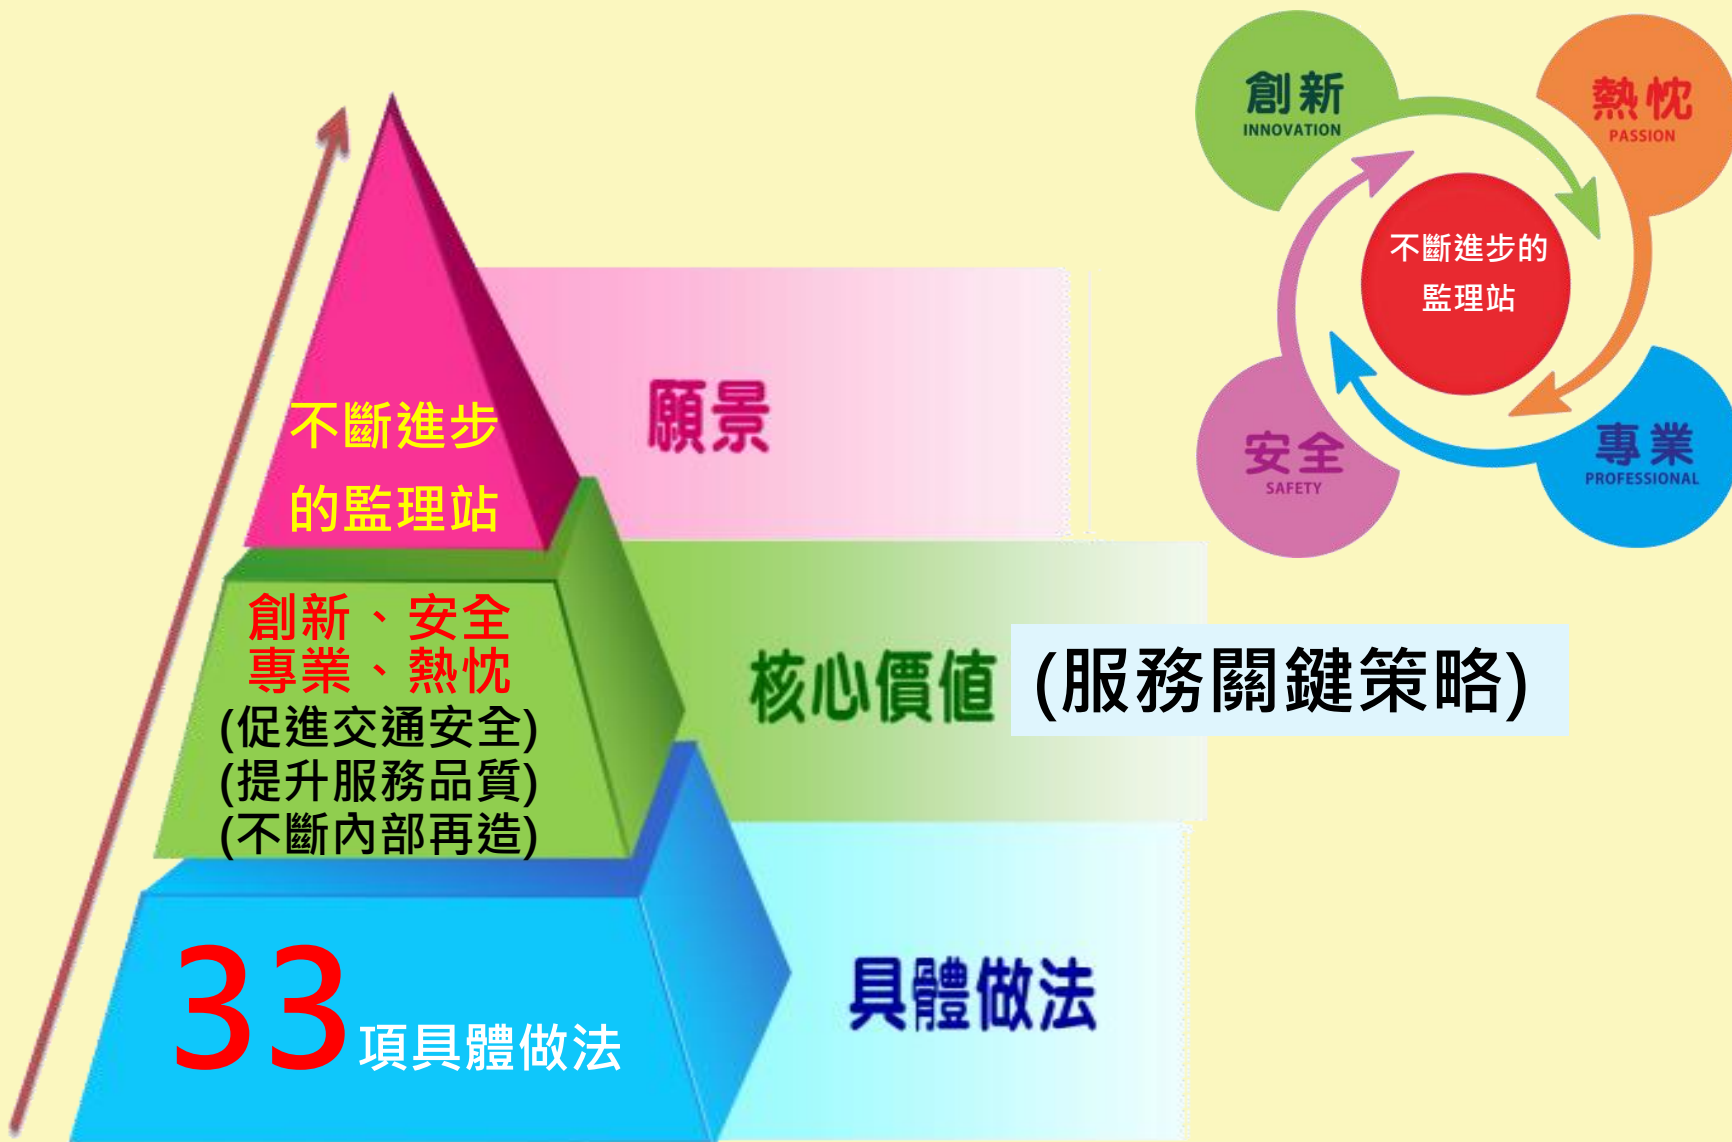 不斷進步
的監理站
願景
創新、安全
專業、熱忱
(促進交通安全)
(提升服務品質)
(不斷內部再造)
核心價值
(服務關鍵策略)
33項具體做法
具體做法
創新
INNOVATION
熱忱
PASSION
不斷進步的
監理站
安全
SAFETY
專業
PROFESSIONAL